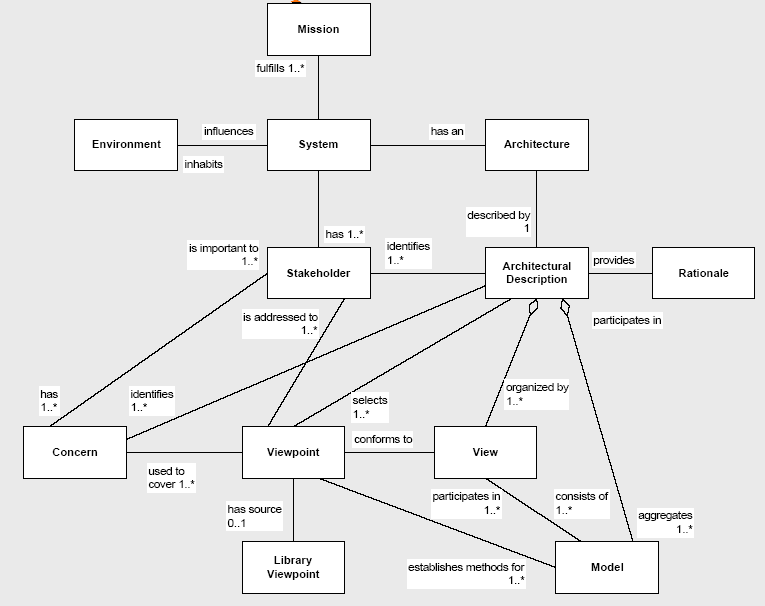 Mission
fulfills 1..*
influences
has an
Environment
System
Architecture
inhabits
described by
1
has 1..*
is important to
1..*
identifies
1..*
provides
Stakeholder
Architectural
Description
Rationale
is addressed to
1..*
participates in
has
1..*
identifies
1..*
selects
1..*
organized by
1..*
conforms to
Concern
Viewpoint
View
used to
cover 1..*
has source
0..1
participates in
1..*
consists of
1..*
aggregates
1..*
Library
Viewpoint
establishes methods for
1..*
Model